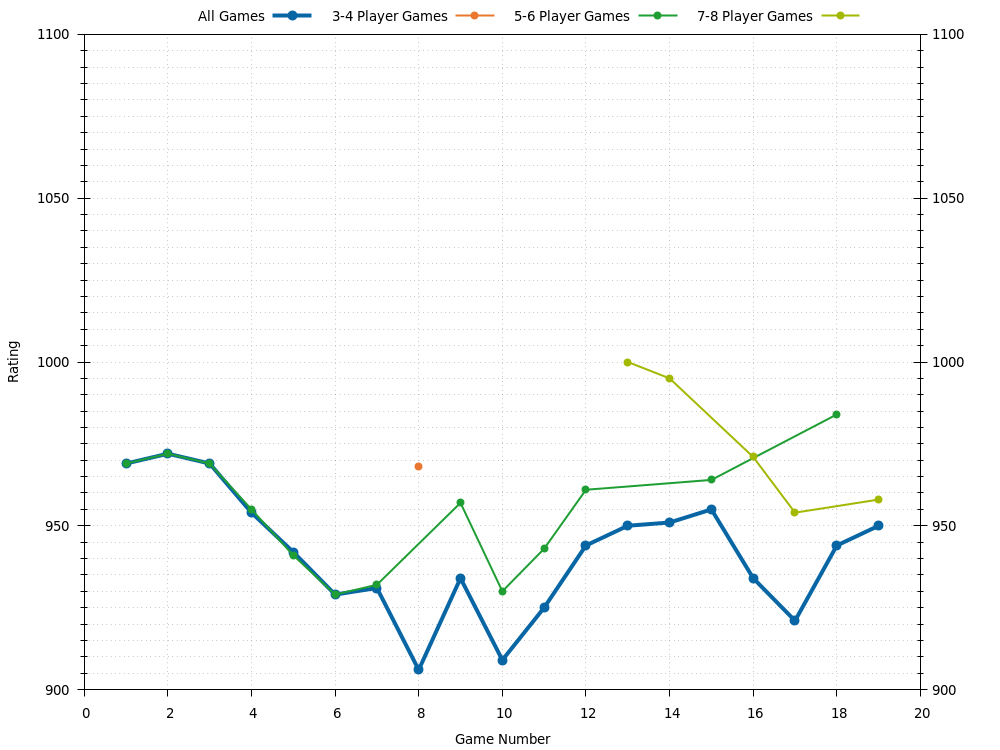 All Games 3-4 Player Games 5-6 Player Games 7-8 Player Games
1100 1100
1050 1050
1000 1000
Rating
950 950
900 900
0 2 4 6 8 10 12 14 16 18 20
Game Number